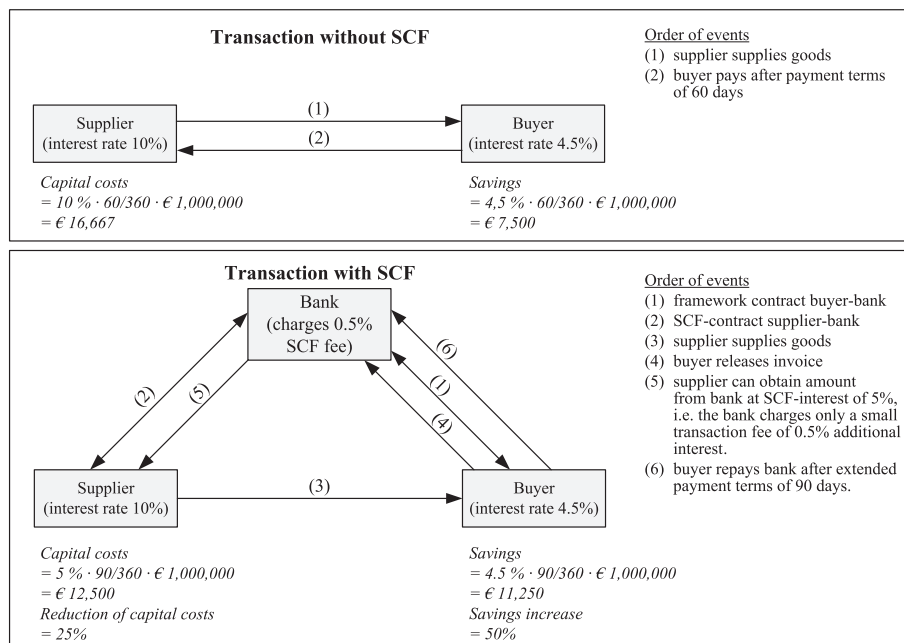 Transaction without SCF
Order of events
(1) supplier supplies goods
(2) buyer pays after payment terms
of 60 days
(1)
Supplier
(interest rate 10%)
Buyer
(interest rate 4.5%)
(2)
Capital costs
= 10 % · 60/360 · € 1,000,000
= € 16,667
Savings
= 4,5 % · 60/360 · € 1,000,000
= € 7,500
Transaction with SCF
Order of events
(1) framework contract buyer-bank
(2) SCF-contract supplier-bank
(3) supplier supplies goods
(4) buyer releases invoice
(5) supplier can obtain amount
from bank at SCF-interest of 5%,
i.e. the bank charges only a small
transaction fee of 0.5% additional
interest.
(6) buyer repays bank after extended
payment terms of 90 days.
Bank
(charges 0.5%
SCF fee)
(2)
(5)
(4)
(1)
(6)
Supplier
(interest rate 10%)
(3)
Buyer
(interest rate 4.5%)
Capital costs
= 5 % · 90/360 · € 1,000,000
= € 12,500
Reduction of capital costs
= 25%
Savings
= 4.5 % · 90/360 · € 1,000,000
= € 11,250
Savings increase
= 50%